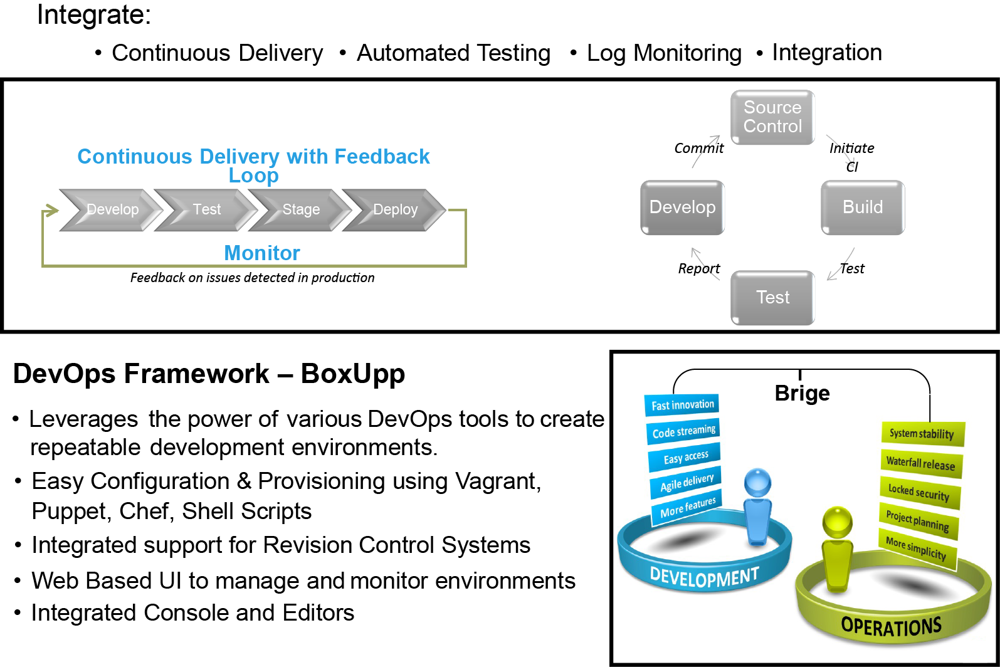 Integrate:
• Continuous Delivery • Automated Testing • Log Monitoring • Integration
Continuous Delivery with Feedback
Loop
Develop Test Stage Deploy
Monitor
Feedback on issues detected in production
Source
Control
Commit
Initiate
CI
Develop
Build
Report
Test
Test
DevOps Framework – BoxUpp
• Leverages the power of various DevOps tools to create
repeatable development environments.
• Easy Configuration & Provisioning using Vagrant,
Puppet, Chef, Shell Scripts
• Integrated support for Revision Control Systems
• Web Based UI to manage and monitor environments
• Integrated Console and Editors
Brige
Fast innovation
Code streaming
Easy access
Agile delivery
More features
DEVELOPMENT
System stability
Waterfall release
Locked security
Project planning
More simplicity
OPERATIONS